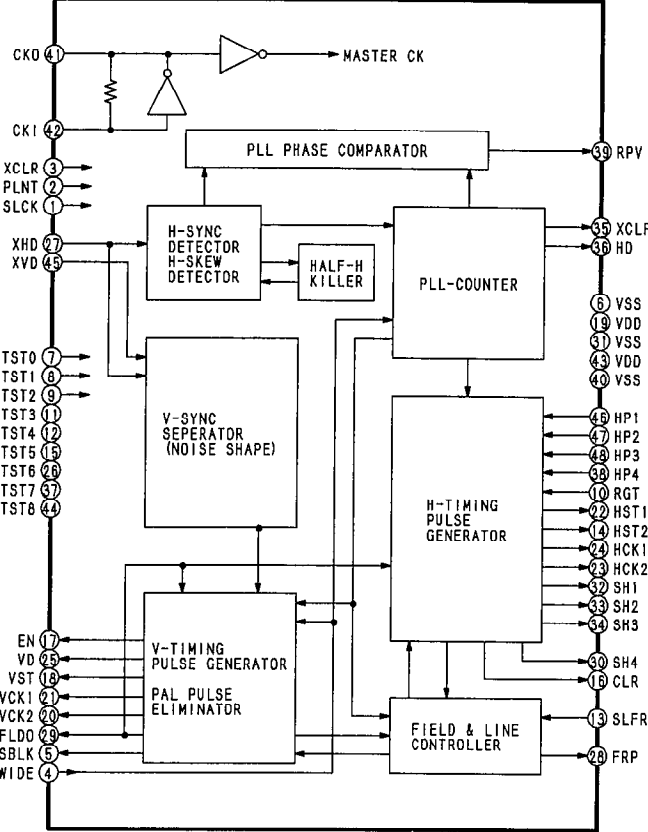 CKO 41
MASTER CK
CKI 42
XCLR 3
PLNT 2
SLCK 1
PLL PHASE COMPARATOR
39 RPV
XHD 27
XVD 45
H-SYNC
DETECTOR
H-SKEW
DETECTOR
HALF-H
KILLER
PLL-COUNTER
35 XCLP
36 HD
6 VSS
19 VDD
31 VSS
43 VDD
40 VSS
TST0 7
TST1 8
TST2 9
TST3 11
TST4 12
TST5 15
TST6 26
TST7 37
TST8 44
V-SYNC
SEPERATOR
(NOISE SHAPE)
H-TIMING
PULSE
GENERATOR
46 HP1
47 HP2
48 HP3
38 HP4
10 RGT
22 HST1
14 HST2
24 HCK1
23 HCK2
32 SH1
33 SH2
34 SH3
30 SH4
16 CLR
13 SLFR
28 FRP
EN 17
VD 25
VST 18
VCK1 21
VCK2 20
FLDO 29
SBLK 5
WIDE 4
V-TIMING
PULSE GENERATOR
PAL PULSE
ELIMINATOR
FIELD & LINE
CONTROLLER